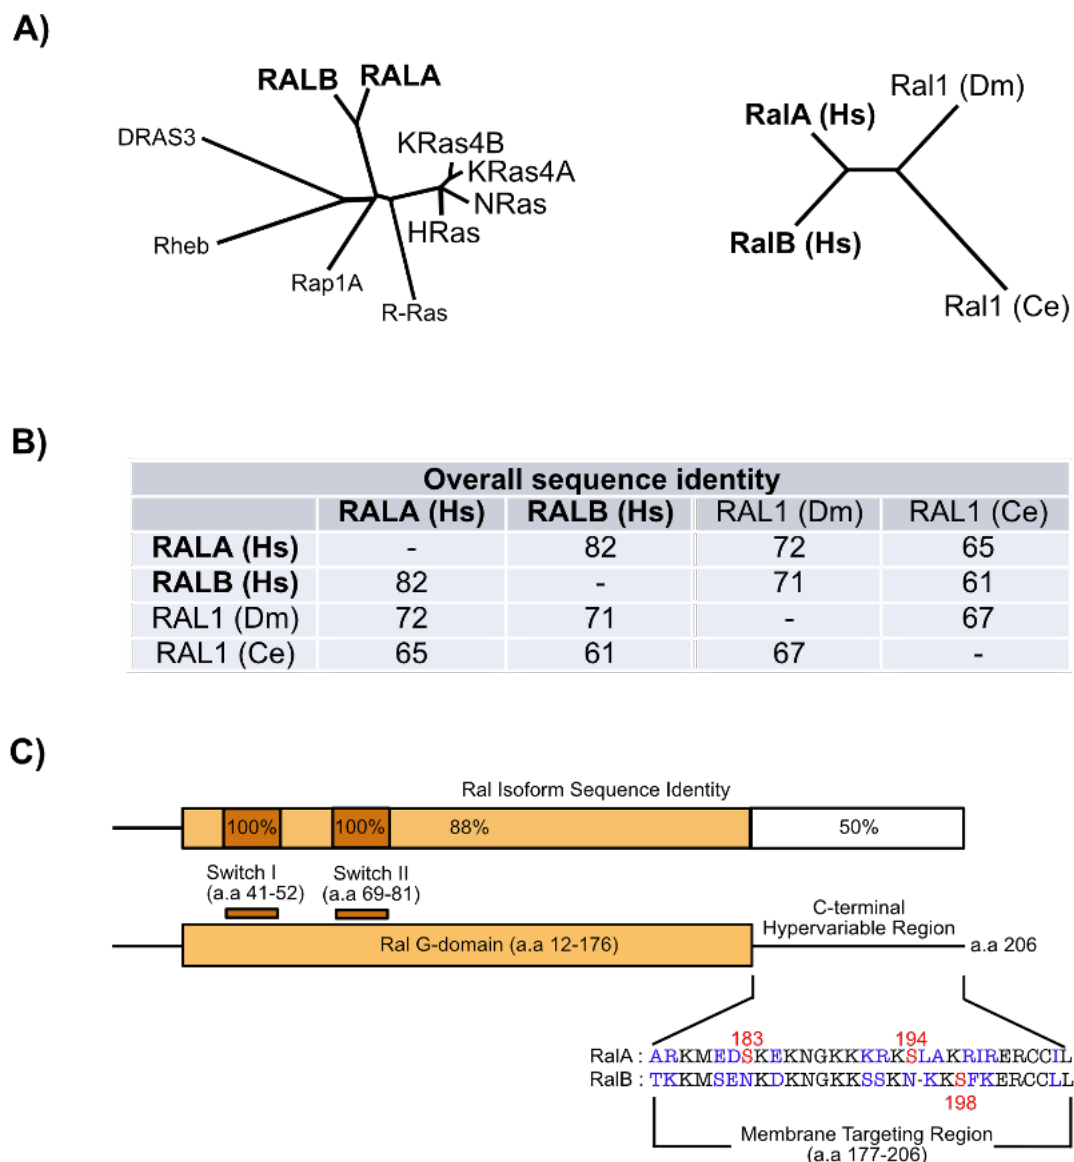 A)
RALB RALA
DRAS3
KRas4B
KRas4A
NRas
HRas
Rheb
Rap1A
R-Ras
Ral1 (Dm)
RalA (Hs)
RalB (Hs)
Ral1 (Ce)
B)
Overall sequence identity
RALA (Hs) RALB (Hs) RAL1 (Dm) RAL1 (Ce)
RALA (Hs) - 82 72 65
RALB (Hs) 82 - 71 61
RAL1 (Dm) 72 71 - 67
RAL1 (Ce) 65 61 67 -
C)
Ral Isoform Sequence Identity
100% 100% 88% 50%
Switch I
(a.a 41-52)
Switch II
(a.a 69-81)
Ral G-domain (a.a 12-176)
C-terminal
Hypervariable Region
a.a 206
183 194
RalA : ARKMEDSKEKNGKKKRKSLAKRIRERCCIL
RalB : TKKMSENKDKNGKKSSKN-KKSFKERCCLL
198
Membrane Targeting Region
(a.a 177-206)